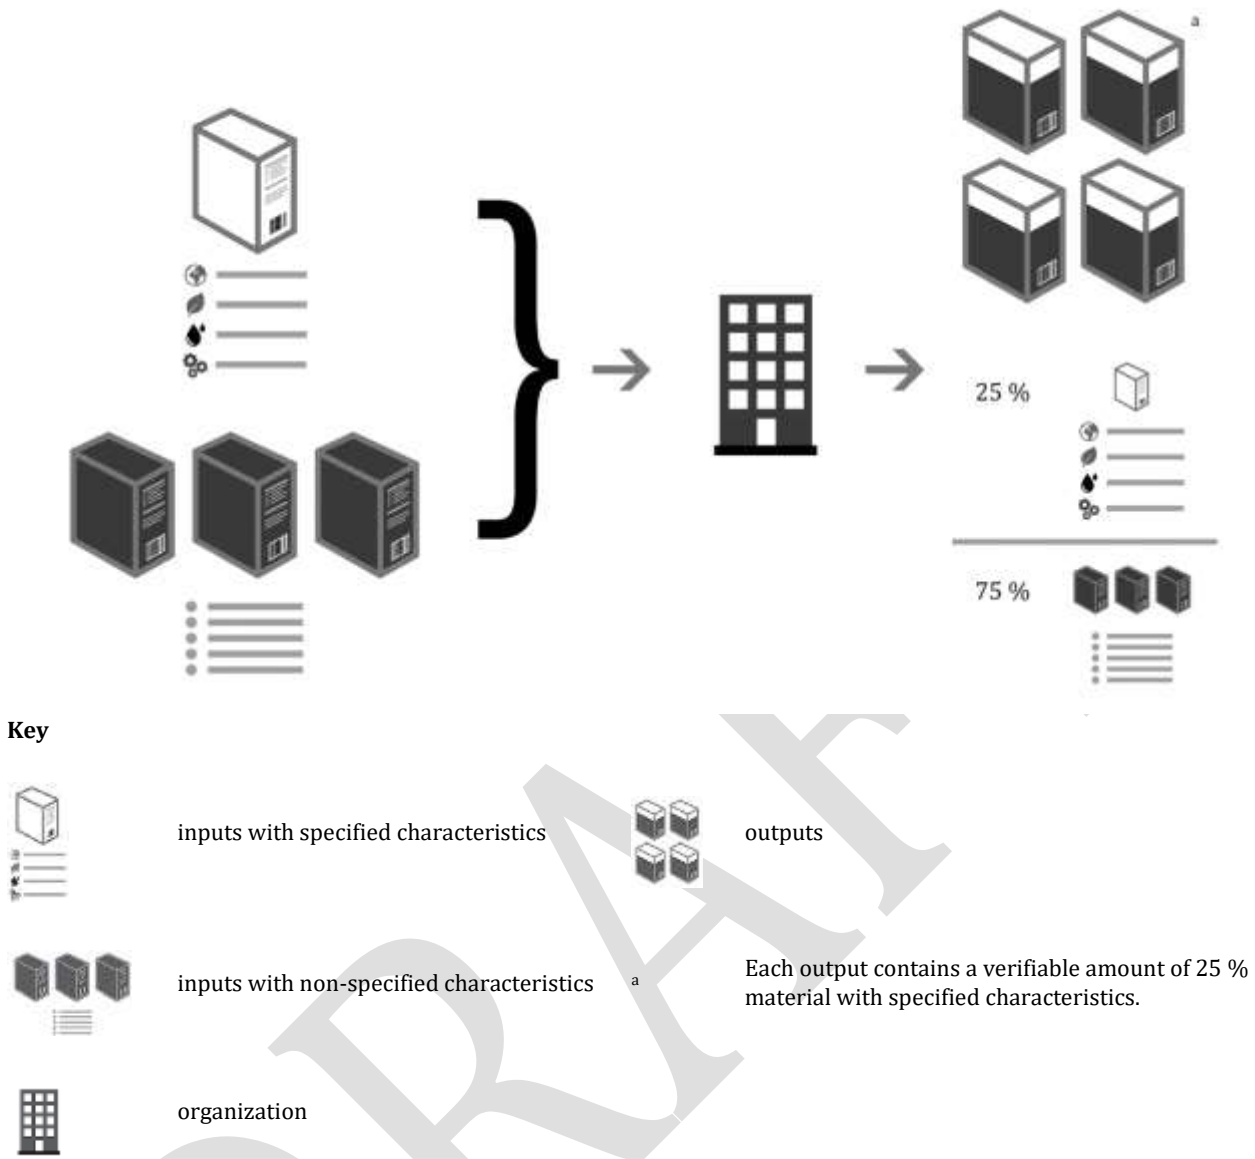 a
25 %
75 %
Key
inputs with specified characteristics
outputs
inputs with non-specified characteristics
a
Each output contains a verifiable amount of 25 %
material with specified characteristics.
organization
DRAF